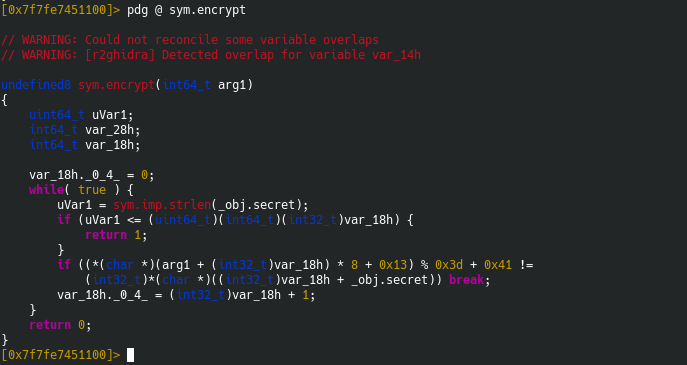 [0x7f7fe7451100]> pdg @ sym.encrypt
// WARNING: Could not reconcile some variable overlaps
// WARNING: [r2ghidra] Detected overlap for variable var_14h
undefined8 sym.encrypt(int64_t arg1)
{
    uint64_t uVar1;
    int64_t var_28h;
    int64_t var_18h;
    var_18h._0_4_ = 0;
    while( true ) {
        uVar1 = sym.imp.strlen(_obj.secret);
        if (uVar1 <= (uint64_t)(int64_t)(int32_t)var_18h) {
            return 1;
        }
        if ((*(char *)(arg1 + (int32_t)var_18h) * 8 + 0x13) % 0x3d + 0x41 !=
            (int32_t)*(char *)((int32_t)var_18h + _obj.secret)) break;
        var_18h._0_4_ = (int32_t)var_18h + 1;
    }
    return 0;
}
[0x7f7fe7451100]>